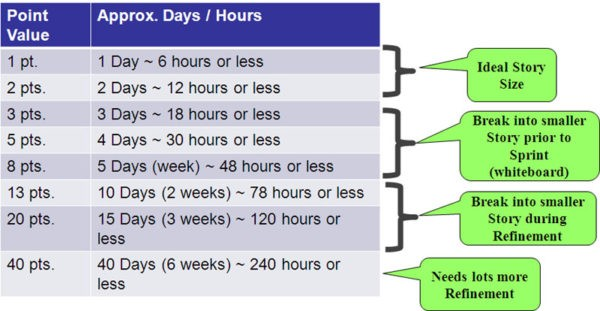 Point Approx. Days / Hours
Value
1 pt. 1 Day ~ 6 hours or less
2 pts. 2 Days ~ 12 hours or less
3 pts. 3 Days ~ 18 hours or less
5 pts. 4 Days ~ 30 hours or less
8 pts. 5 Days (week) ~ 48 hours or less
13 pts. 10 Days (2 weeks) ~ 78 hours or less
20 pts. 15 Days (3 weeks) ~ 120 hours or
less
40 pts. 40 Days (6 weeks) ~ 240 hours or
less
Ideal Story
Size
Break into smaller
Story prior to
Sprint
(whiteboard)
Break into smaller
Story during
Refinement
Needs lots more
Refinement